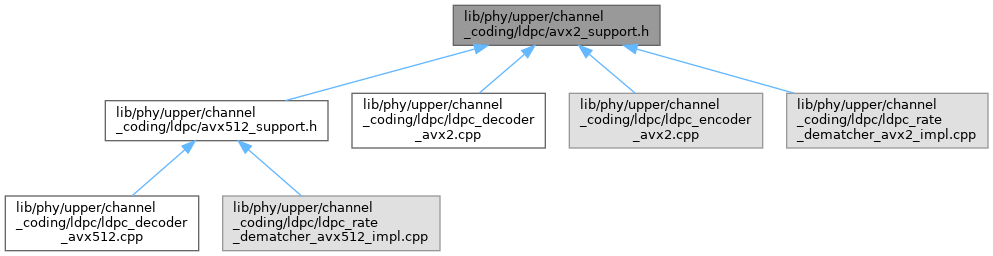 lib/phy/upper/channel
_coding/ldpc/avx2_support.h
lib/phy/upper/channel
_coding/ldpc/avx512_support.h
lib/phy/upper/channel
_coding/ldpc/ldpc_decoder
_avx2.cpp
lib/phy/upper/channel
_coding/ldpc/ldpc_encoder
_avx2.cpp
lib/phy/upper/channel
_coding/ldpc/ldpc_rate
_dematcher_avx2_impl.cpp
lib/phy/upper/channel
_coding/ldpc/ldpc_decoder
_avx512.cpp
lib/phy/upper/channel
_coding/ldpc/ldpc_rate
_dematcher_avx512_impl.cpp